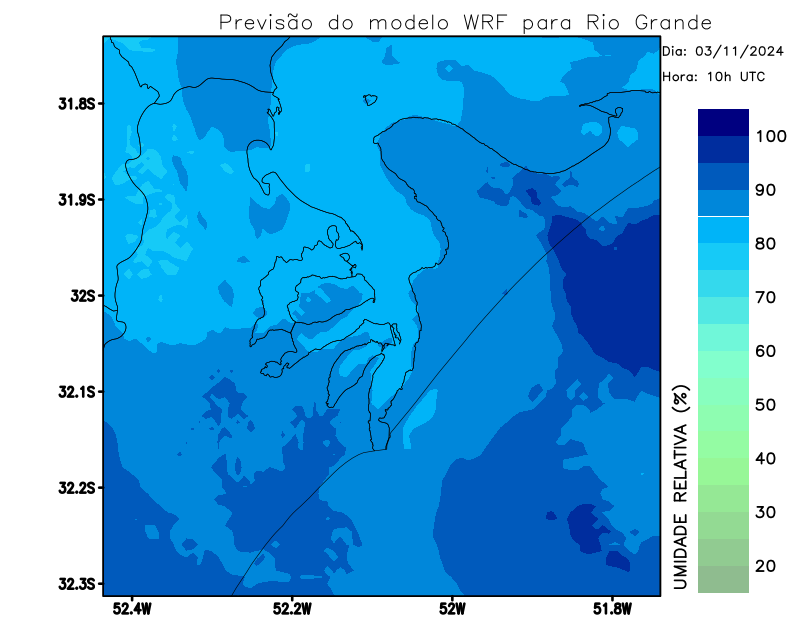 Previsão do modelo WRF para Rio Grande
Dia: 03/11/2024
Hora: 10h UTC
31.8S
31.9S
32S
32.1S
32.2S
32.3S
52.4W
52.2W
52W
51.8W
100
90
80
70
60
50
40
30
20
UMIDADE RELATIVA (%)